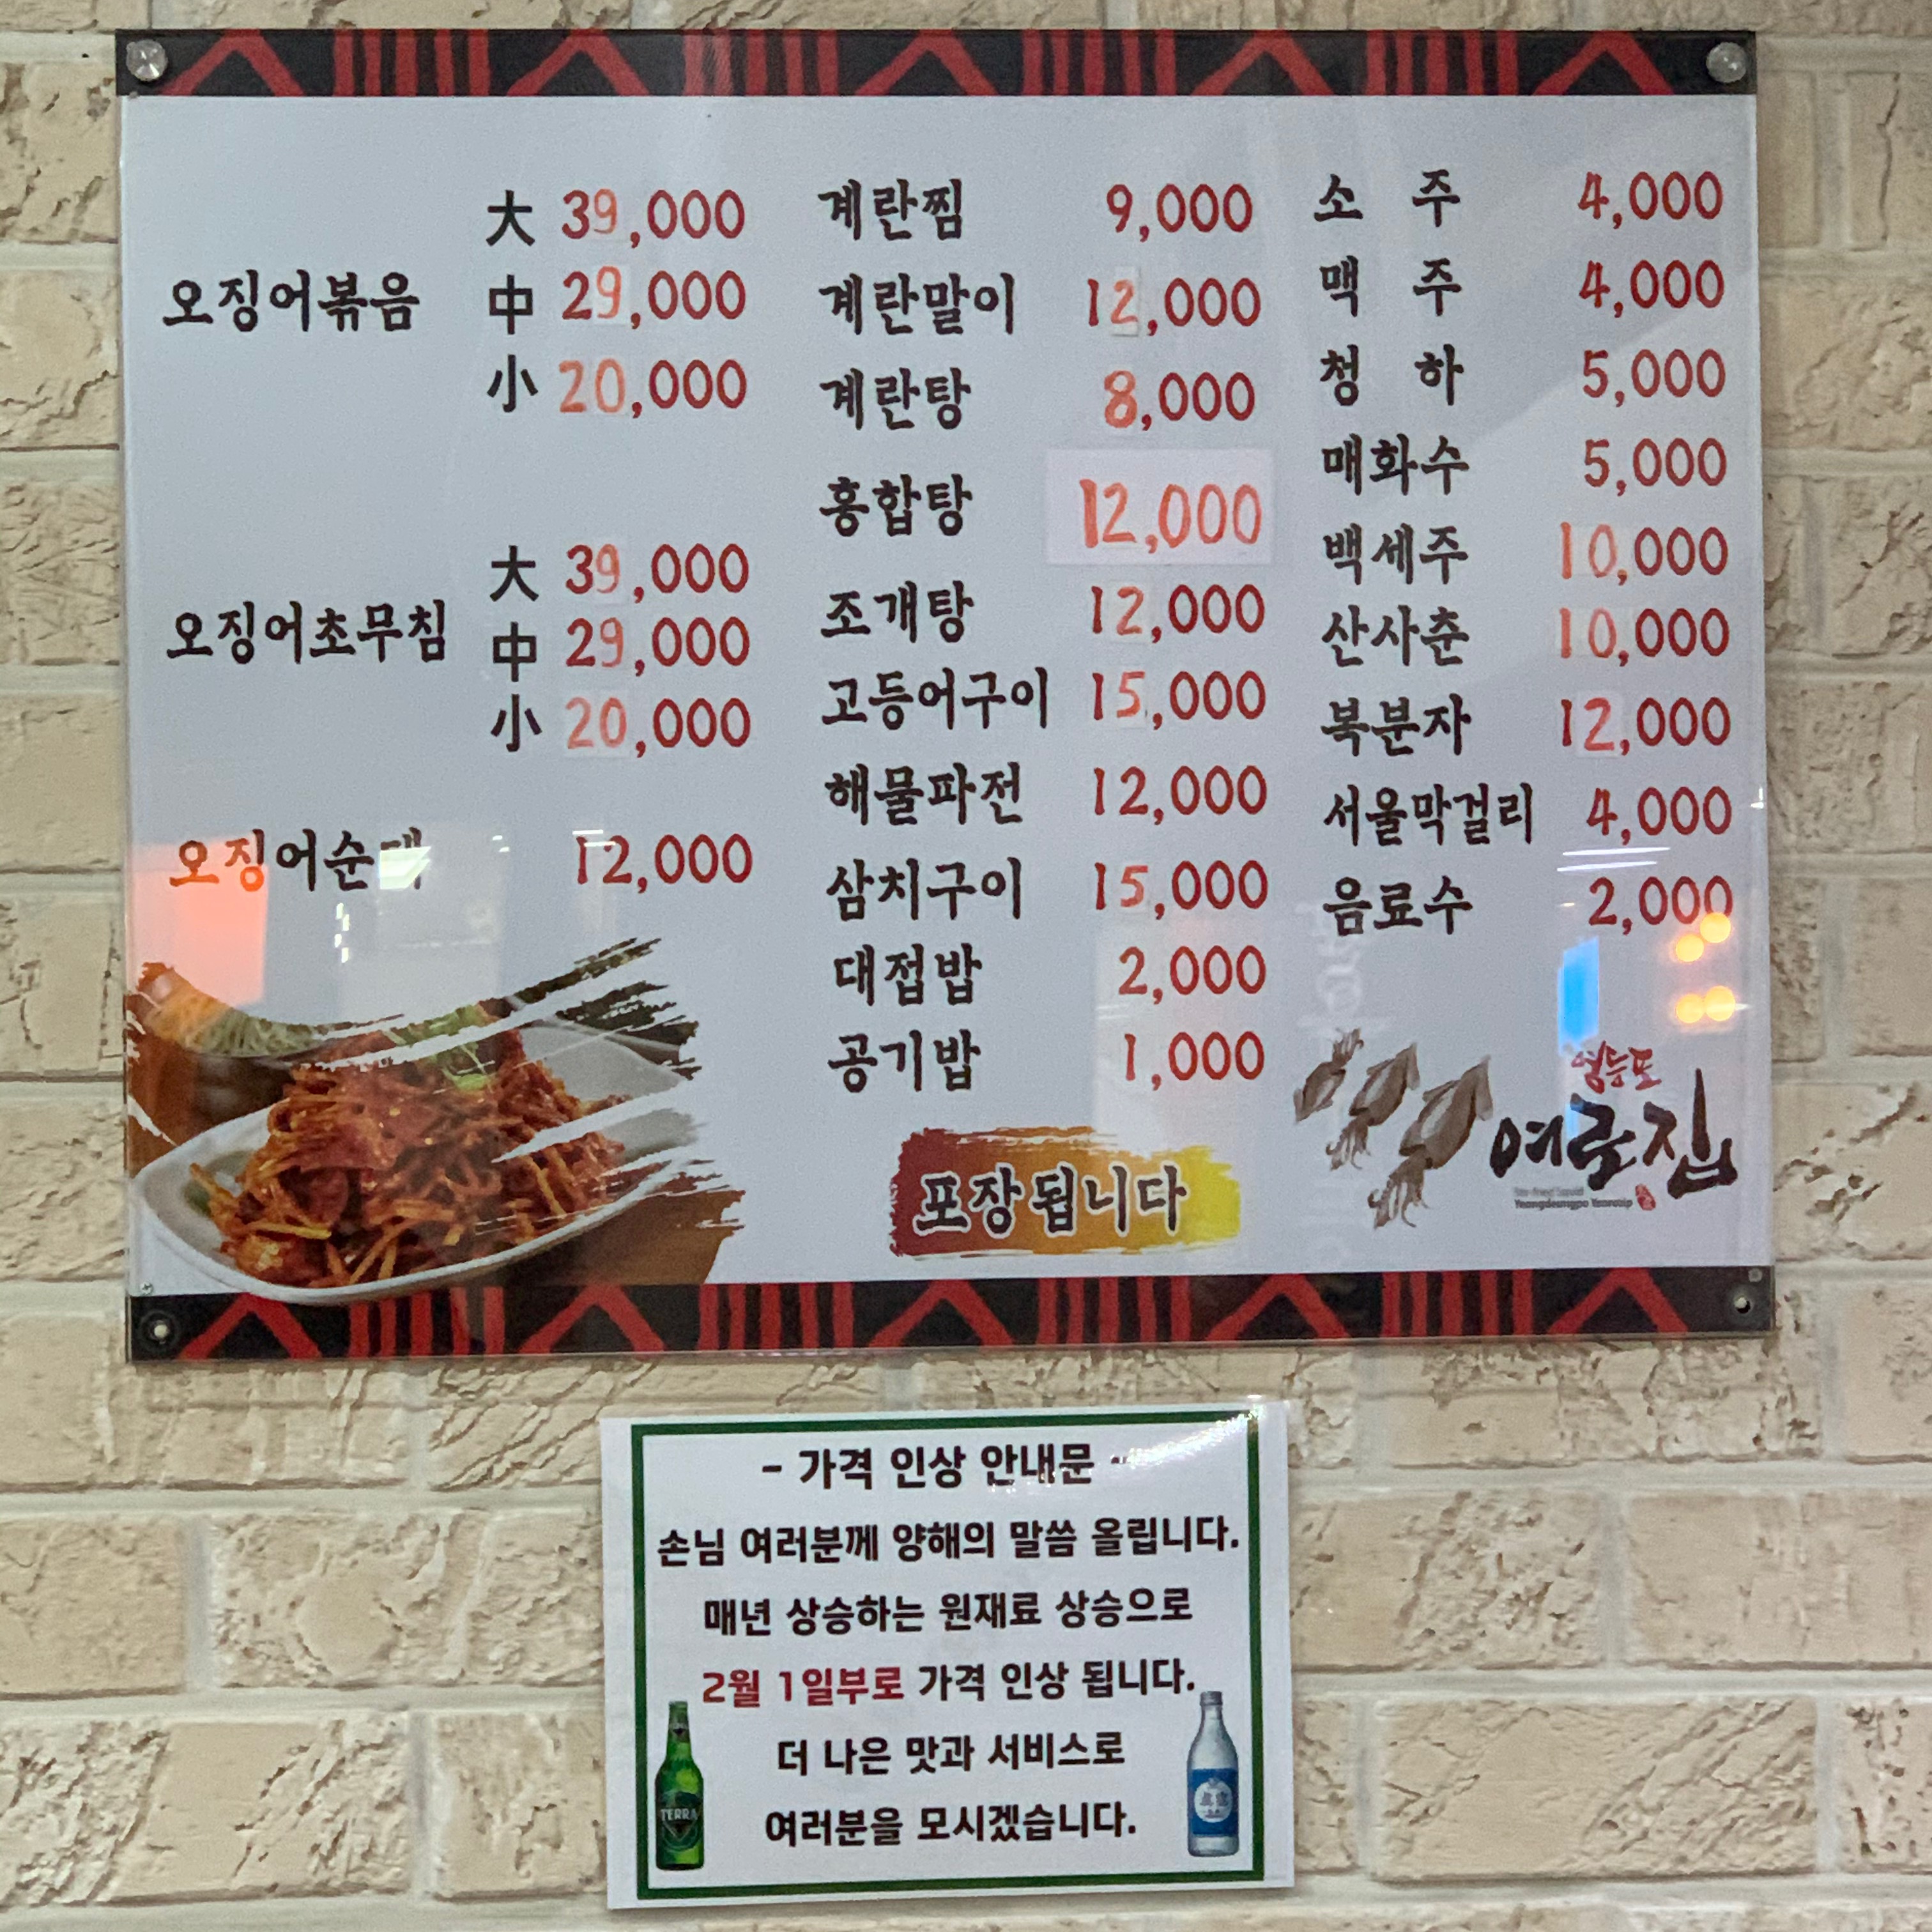 오징어볶음
大 39,000
中 29,000
小 20,000
오징어초무침
大 39,000
中 29,000
小 20,000
오징어순대 12,000
계란찜 9,000
계란말이 12,000
계란탕 8,000
홍합탕 12,000
조개탕 12,000
고등어구이 15,000
해물파전 12,000
삼치구이 15,000
대접밥 2,000
공기밥 1,000
포장됩니다
소 주 4,000
맥 주 4,000
청 하 5,000
매화수 5,000
백세주 10,000
산사춘 10,000
복분자 12,000
서울막걸리 4,000
음료수 2,000
영등포
여로집
Yeongdeungpo Yeorozip
- 가격 인상 안내문 -
손님 여러분께 양해의 말씀 올립니다.
매년 상승하는 원재료 상승으로
2월 1일부로 가격 인상 됩니다.
더 나은 맛과 서비스로
여러분을 모시겠습니다.
TERRA